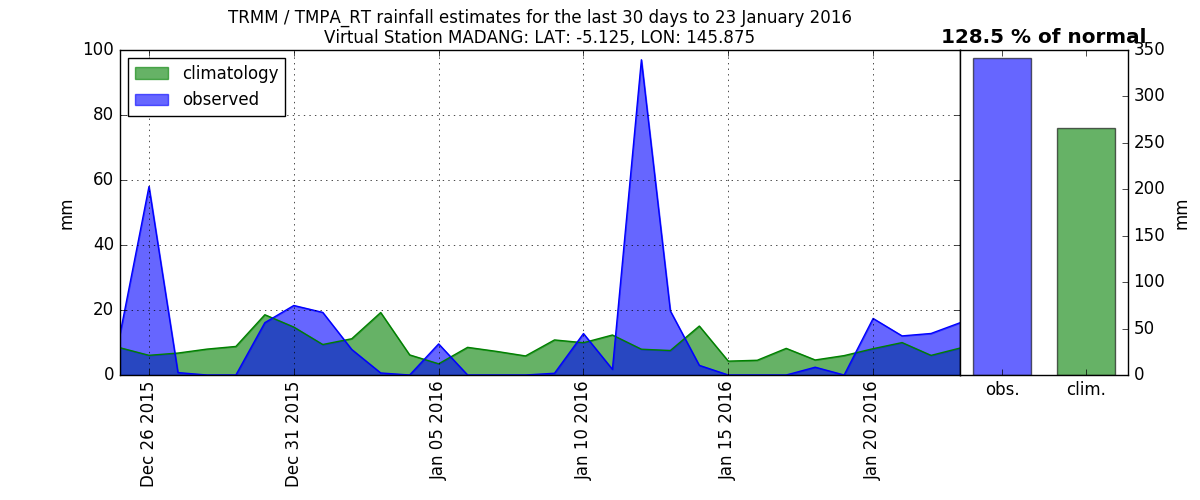 TRMM / TMPA_RT rainfall estimates for the last 30 days to 23 January 2016
Virtual Station MADANG: LAT: -5.125, LON: 145.875
128.5 % of normal
climatology
observed
mm
100
80
60
40
20
0
Dec 26 2015
Dec 31 2015
Jan 05 2016
Jan 10 2016
Jan 15 2016
Jan 20 2016
350
300
250
200
150
100
50
0
mm
obs.
clim.